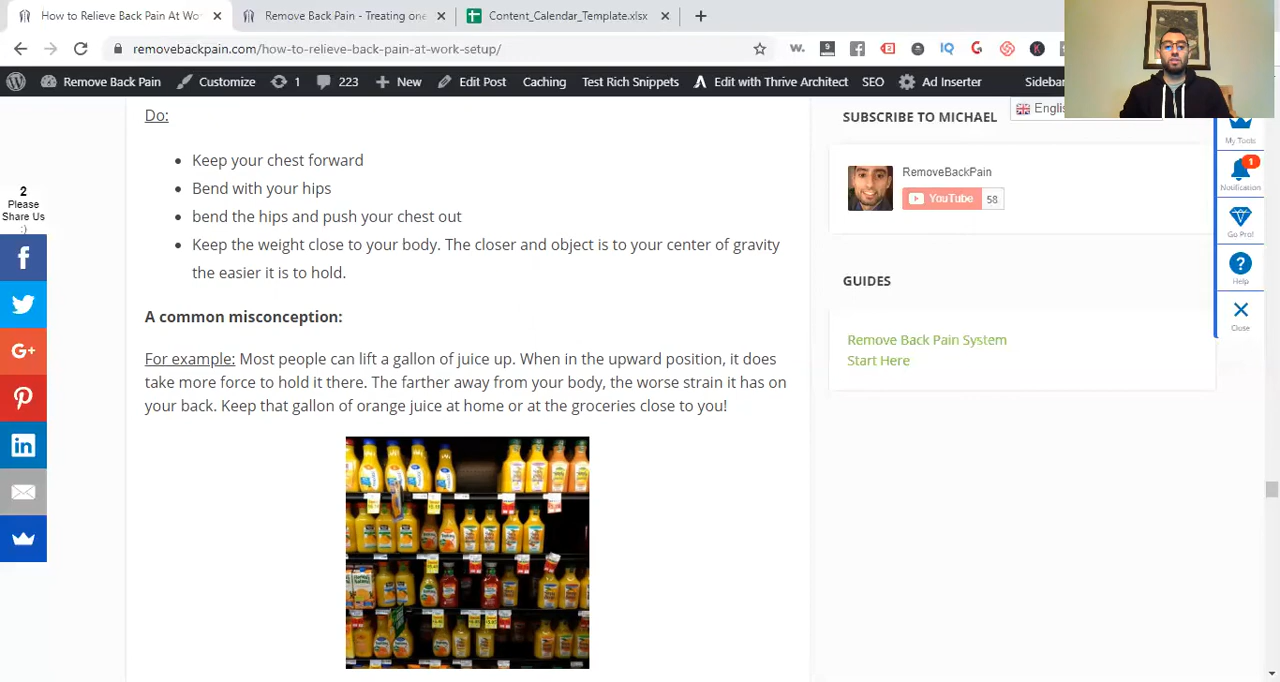 How to Relieve Back Pain At Wo
Remove Back Pain - Treating one
Content_Calendar_Template.xlsx
removebackpain.com/how-to-relieve-back-pain-at-work-setup/
Remove Back Pain
Customize
1
223
New
Edit Post
Caching
Test Rich Snippets
Edit with Thrive Architect
SEO
Ad Inserter
Sidebar
2
Please
Share Us
:)
Do:
Keep your chest forward
Bend with your hips
bend the hips and push your chest out
Keep the weight close to your body. The closer and object is to your center of gravity
the easier it is to hold.
A common misconception:
For example: Most people can lift a gallon of juice up. When in the upward position, it does
take more force to hold it there. The farther away from your body, the worse strain it has on
your back. Keep that gallon of orange juice at home or at the groceries close to you!
SUBSCRIBE TO MICHAEL
Englis
RemoveBackPain
YouTube 58
GUIDES
Remove Back Pain System
Start Here
My Tools
1
Notification
Go Pro!
Help
Close